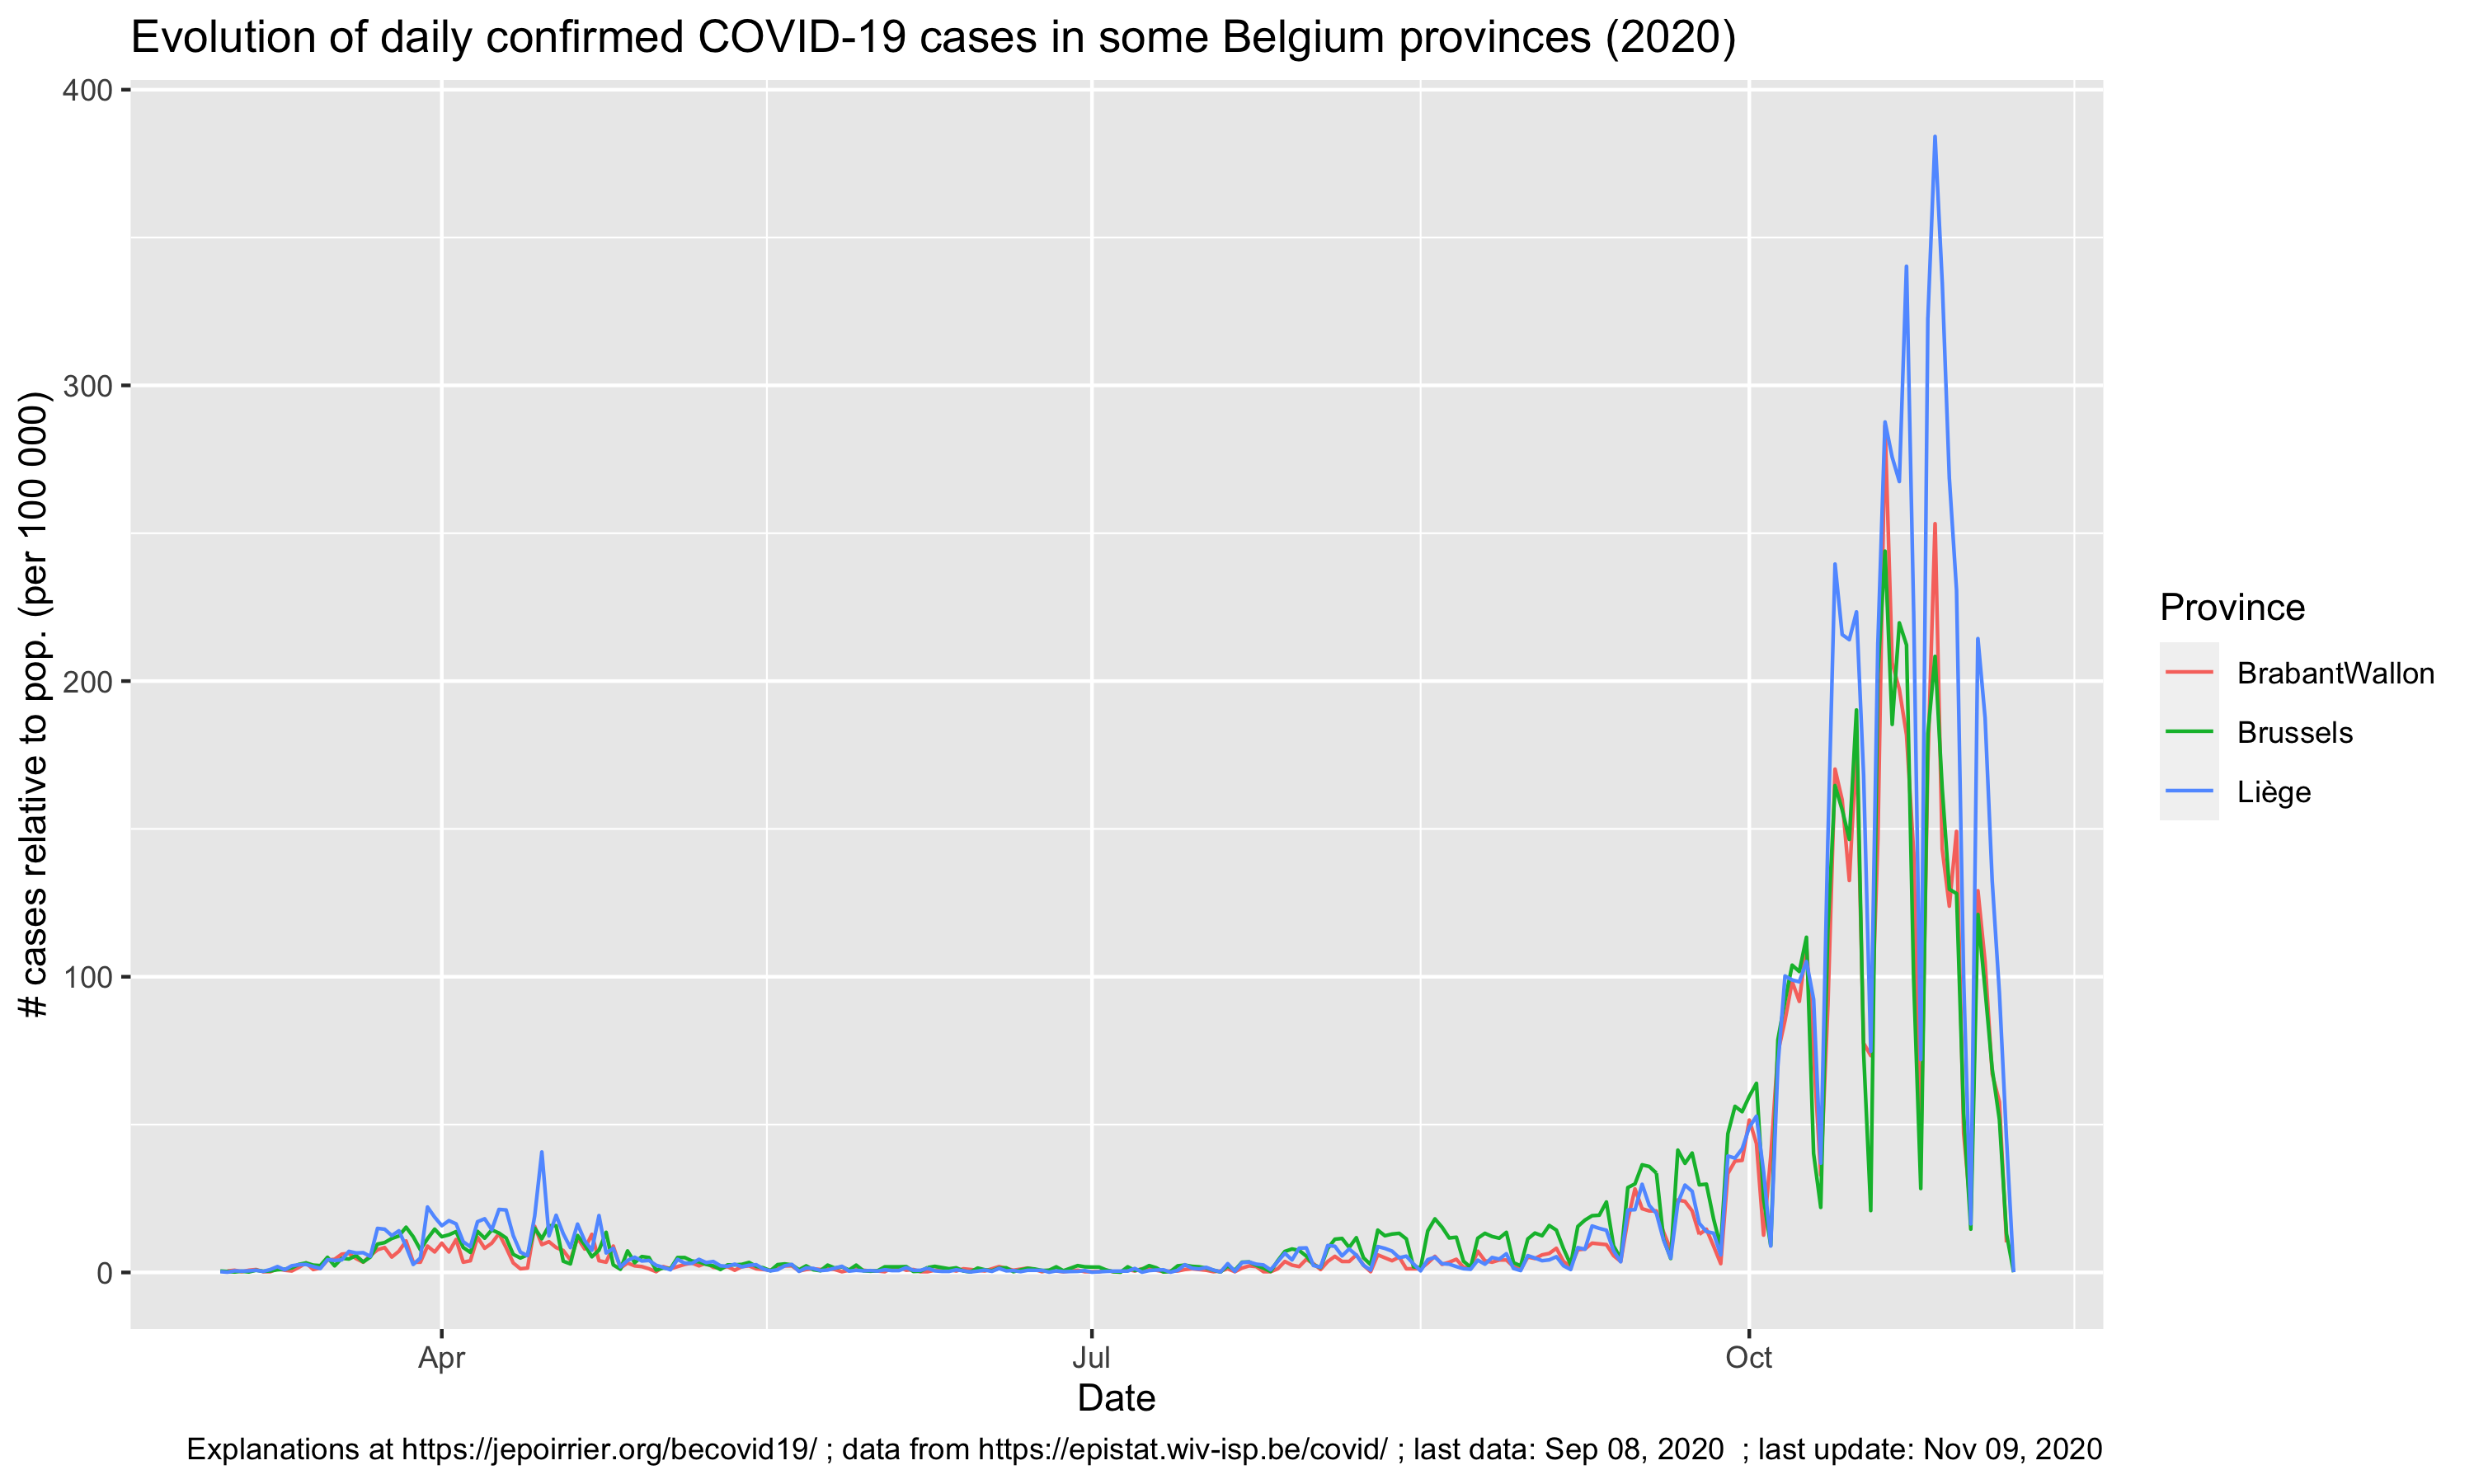 Evolution of daily confirmed COVID-19 cases in some Belgium provinces (2020)
# cases relative to pop. (per 100 000)
400
300
200
100
0
Apr
Jul
Oct
Date
Province
BrabantWallon
Brussels
Liège
Explanations at https://jepoirrier.org/becovid19/ ; data from https://epistat.wiv-isp.be/covid/ ; last data: Sep 08, 2020  ; last update: Nov 09, 2020